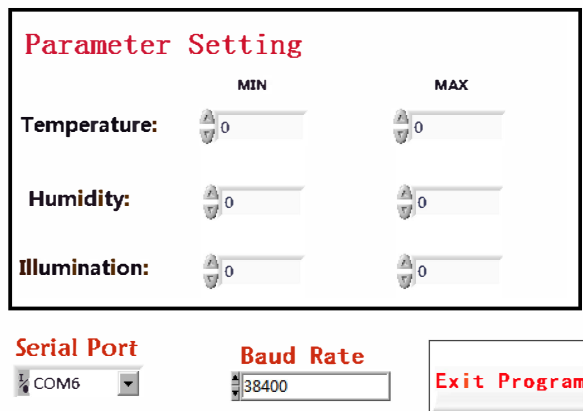 Parameter Setting
MIN MAX
Temperature: 0 0
Humidity: 0 0
Illumination: 0 0
Serial Port Baud Rate
COM6 38400 Exit Program